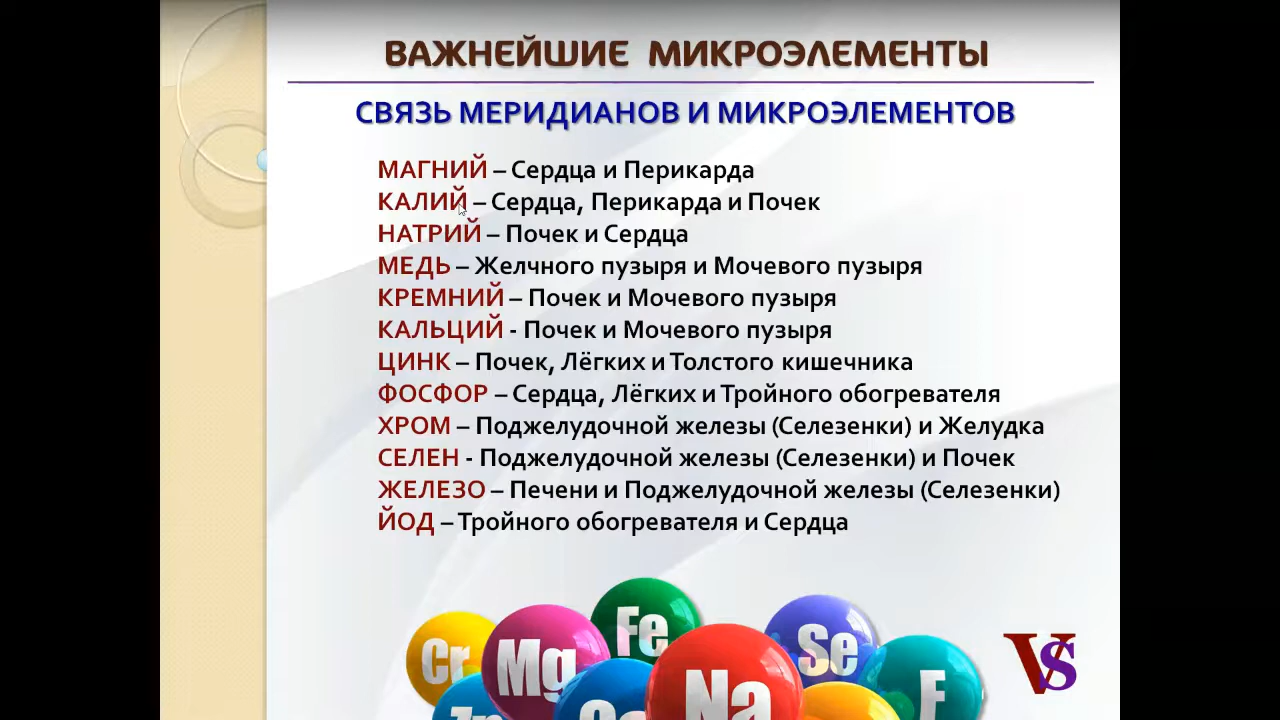 ВАЖНЕЙШИЕ МИКРОЭЛЕМЕНТЫ
СВЯЗЬ МЕРИДИАНОВ И МИКРОЭЛЕМЕНТОВ
МАГНИЙ – Сердца и Перикарда
КАЛИЙ – Сердца, Перикарда и Почек
НАТРИЙ – Почек и Сердца
МЕДЬ – Желчного пузыря и Мочевого пузыря
КРЕМНИЙ – Почек и Мочевого пузыря
КАЛЬЦИЙ - Почек и Мочевого пузыря
ЦИНК – Почек, Лёгких и Толстого кишечника
ФОСФОР – Сердца, Лёгких и Тройного обогревателя
ХРОМ – Поджелудочной железы (Селезенки) и Желудка
СЕЛЕН - Поджелудочной железы (Селезенки) и Почек
ЖЕЛЕЗО – Печени и Поджелудочной железы (Селезенки)
ЙОД – Тройного обогревателя и Сердца
Fe
Cr Mg Se
Na F
VS